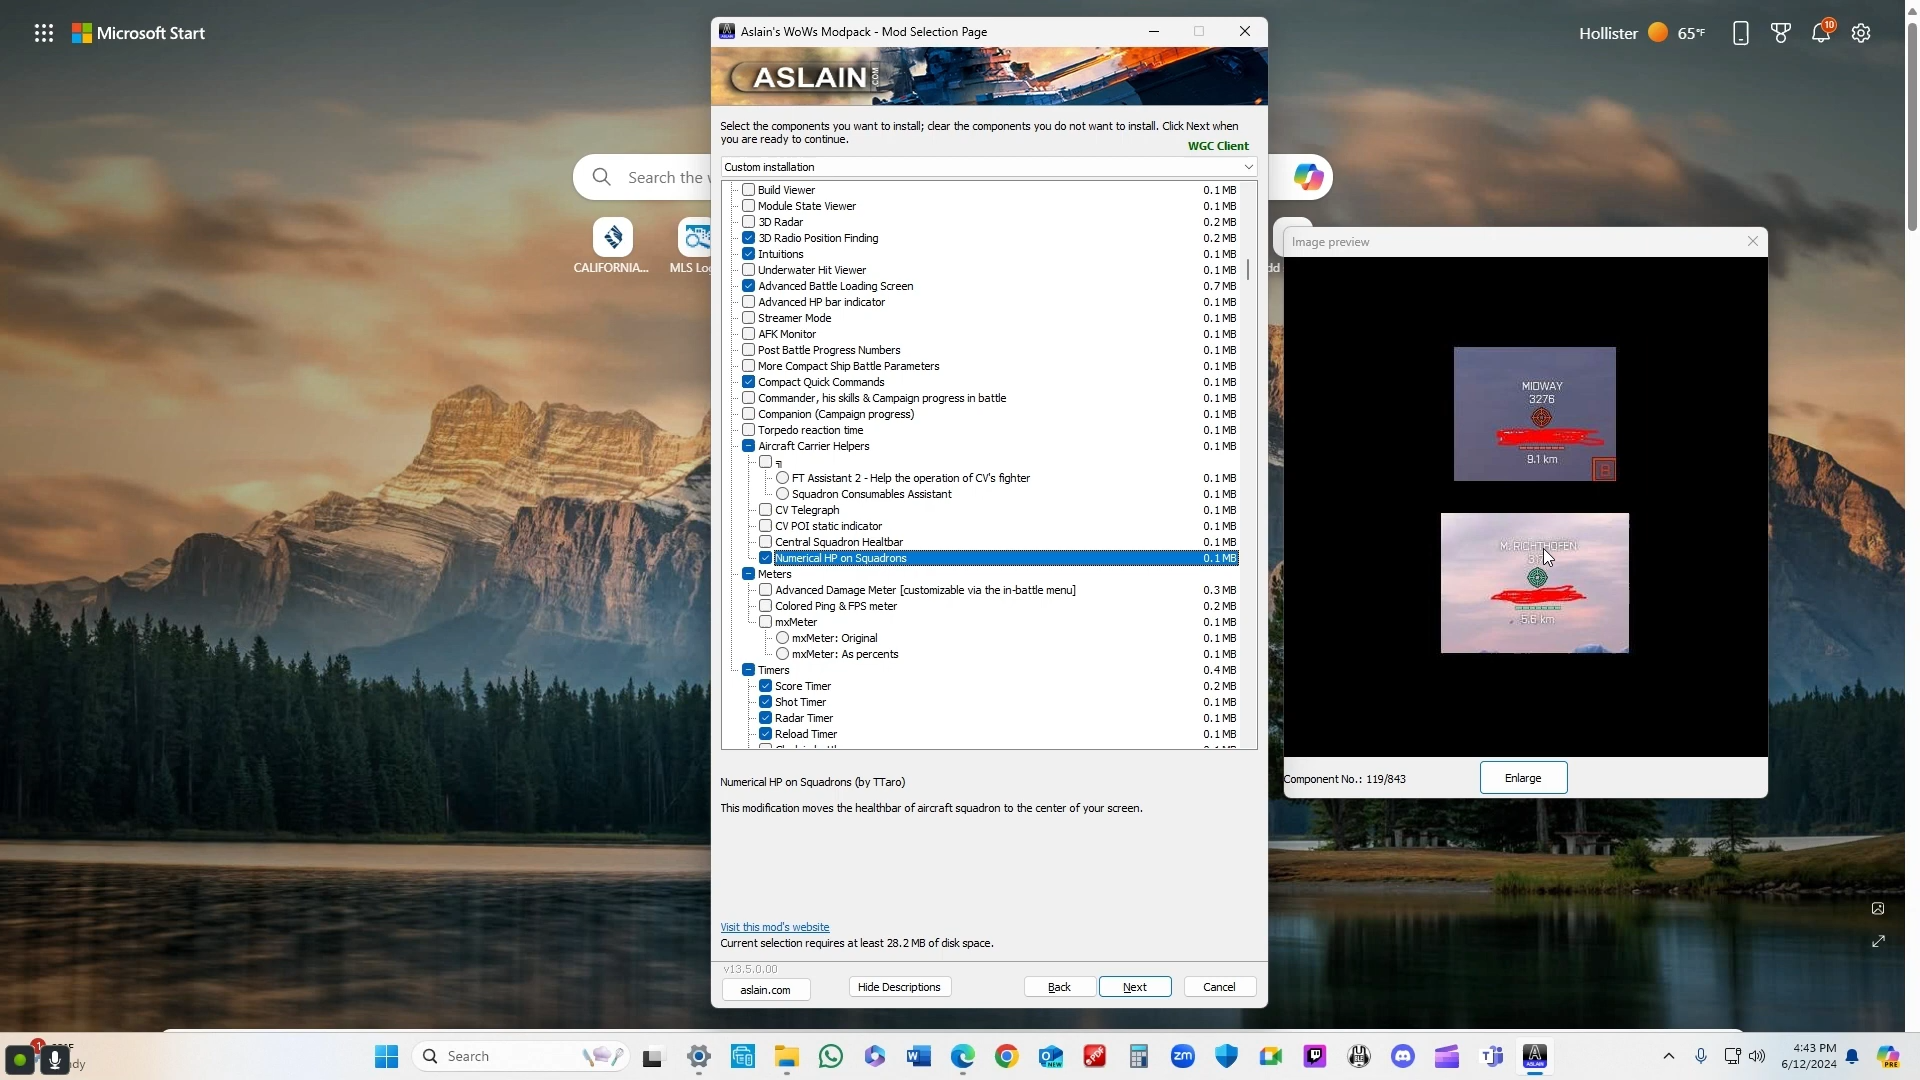 Microsoft Start
Hollister
65°F
10
Search the w
CALIFORNIA...
MLS Log
dd
Aslain's WoWs Modpack - Mod Selection Page
ASLAIN.COM
Select the components you want to install; clear the components you do not want to install. Click Next when
you are ready to continue.
WGC Client
Custom installation
Build Viewer 0.1 MB
Module State Viewer 0.1 MB
3D Radar 0.2 MB
3D Radio Position Finding 0.2 MB
Intuitions 0.1 MB
Underwater Hit Viewer 0.1 MB
Advanced Battle Loading Screen 0.7 MB
Advanced HP bar indicator 0.1 MB
Streamer Mode 0.1 MB
AFK Monitor 0.1 MB
Post Battle Progress Numbers 0.1 MB
More Compact Ship Battle Parameters 0.1 MB
Compact Quick Commands 0.1 MB
Commander, his skills & Campaign progress in battle 0.1 MB
Companion (Campaign progress) 0.1 MB
Torpedo reaction time 0.1 MB
Aircraft Carrier Helpers 0.1 MB
╗
FT Assistant 2 - Help the operation of CV's fighter 0.1 MB
Squadron Consumables Assistant 0.1 MB
CV Telegraph 0.1 MB
CV POI static indicator 0.1 MB
Central Squadron Healtbar 0.1 MB
Numerical HP on Squadrons 0.1 MB
Meters
Advanced Damage Meter [customizable via the in-battle menu] 0.3 MB
Colored Ping & FPS meter 0.2 MB
mxMeter 0.1 MB
mxMeter: Original 0.1 MB
mxMeter: As percents 0.1 MB
Timers 0.4 MB
Score Timer 0.2 MB
Shot Timer 0.1 MB
Radar Timer 0.1 MB
Reload Timer 0.1 MB
Numerical HP on Squadrons (by TTaro)
This modification moves the healthbar of aircraft squadron to the center of your screen.
Visit this mod's website
Current selection requires at least 28.2 MB of disk space.
v13.5.0.00
aslain.com
Hide Descriptions
Back
Next
Cancel
Image preview
MIDWAY
3276
9.1 km
B
M. RICHTHOFEN
5.6 km
Component No.: 119/843
Enlarge
1
Search
4:43 PM
6/12/2024